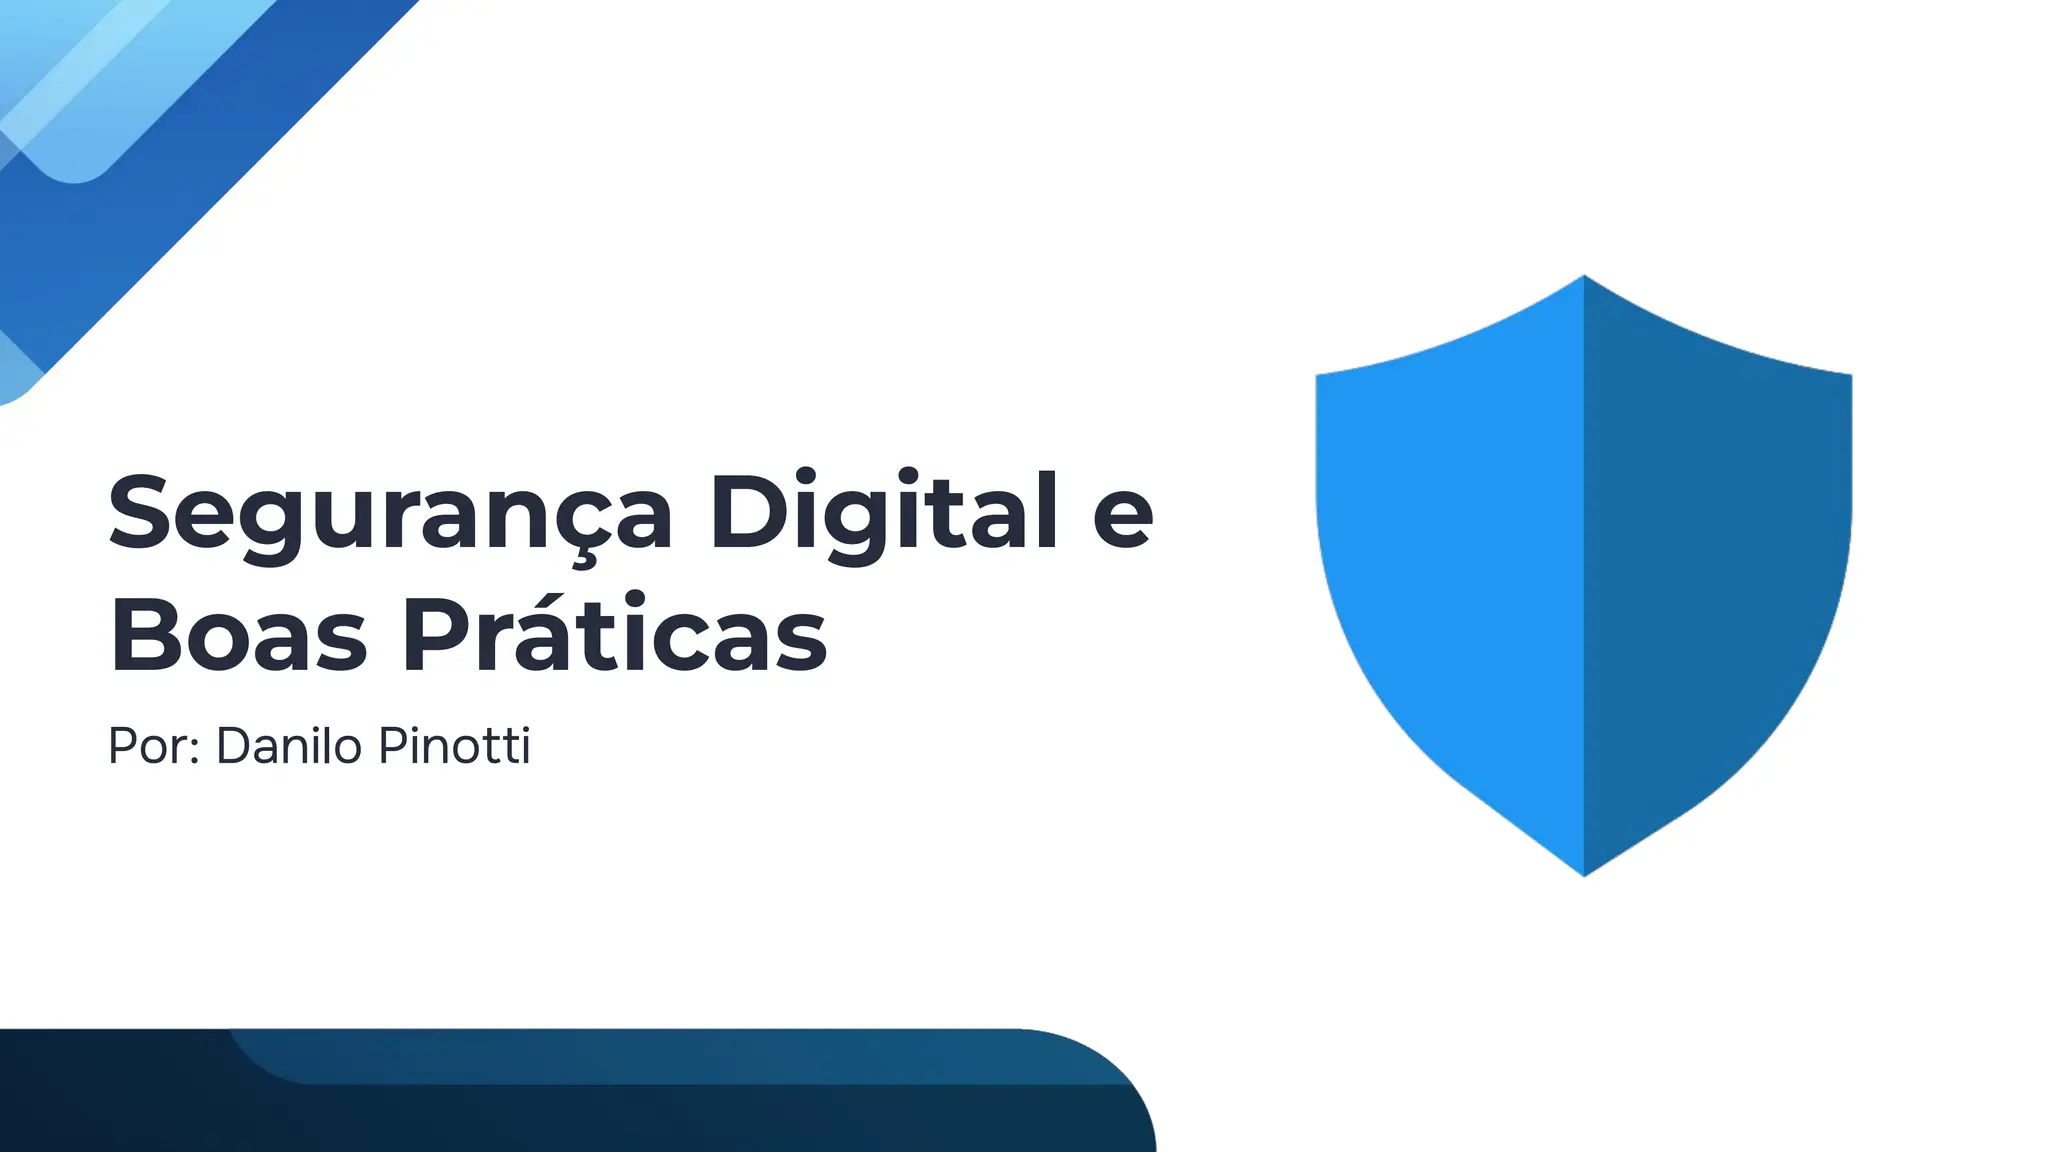 Segurança Digital e
Boas Práticas
Por: Danilo Pinotti